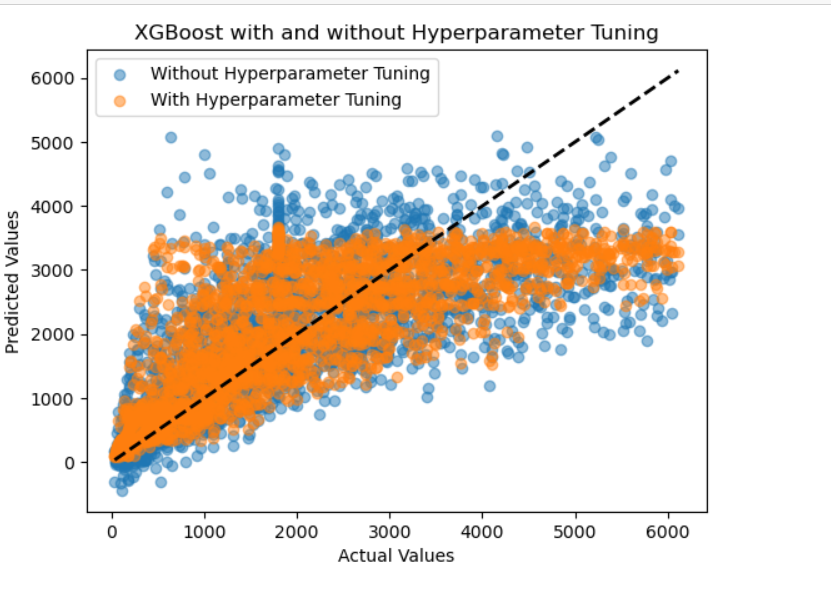 XGBoost with and without Hyperparameter Tuning
Without Hyperparameter Tuning
With Hyperparameter Tuning
6000
5000
4000
3000
2000
1000
0
Predicted Values
0 1000 2000 3000 4000 5000 6000
Actual Values